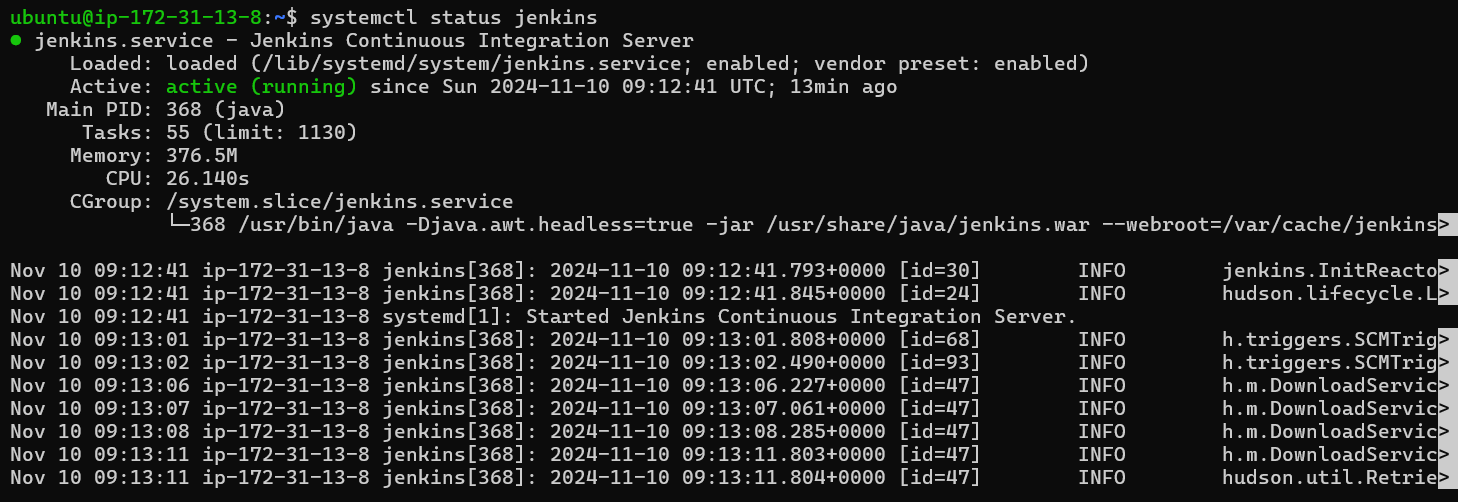 ubuntu@ip-172-31-13-8:~$ systemctl status jenkins
● jenkins.service - Jenkins Continuous Integration Server
     Loaded: loaded (/lib/systemd/system/jenkins.service; enabled; vendor preset: enabled)
     Active: active (running) since Sun 2024-11-10 09:12:41 UTC; 13min ago
   Main PID: 368 (java)
      Tasks: 55 (limit: 1130)
     Memory: 376.5M
        CPU: 26.140s
     CGroup: /system.slice/jenkins.service
             └─368 /usr/bin/java -Djava.awt.headless=true -jar /usr/share/java/jenkins.war --webroot=/var/cache/jenkins>

Nov 10 09:12:41 ip-172-31-13-8 jenkins[368]: 2024-11-10 09:12:41.793+0000 [id=30]        INFO        jenkins.InitReacto>
Nov 10 09:12:41 ip-172-31-13-8 jenkins[368]: 2024-11-10 09:12:41.845+0000 [id=24]        INFO        hudson.lifecycle.L>
Nov 10 09:12:41 ip-172-31-13-8 systemd[1]: Started Jenkins Continuous Integration Server.
Nov 10 09:13:01 ip-172-31-13-8 jenkins[368]: 2024-11-10 09:13:01.808+0000 [id=68]        INFO        h.triggers.SCMTrig>
Nov 10 09:13:02 ip-172-31-13-8 jenkins[368]: 2024-11-10 09:13:02.490+0000 [id=93]        INFO        h.triggers.SCMTrig>
Nov 10 09:13:06 ip-172-31-13-8 jenkins[368]: 2024-11-10 09:13:06.227+0000 [id=47]        INFO        h.m.DownloadServic>
Nov 10 09:13:07 ip-172-31-13-8 jenkins[368]: 2024-11-10 09:13:07.061+0000 [id=47]        INFO        h.m.DownloadServic>
Nov 10 09:13:08 ip-172-31-13-8 jenkins[368]: 2024-11-10 09:13:08.285+0000 [id=47]        INFO        h.m.DownloadServic>
Nov 10 09:13:11 ip-172-31-13-8 jenkins[368]: 2024-11-10 09:13:11.803+0000 [id=47]        INFO        h.m.DownloadServic>
Nov 10 09:13:11 ip-172-31-13-8 jenkins[368]: 2024-11-10 09:13:11.804+0000 [id=47]        INFO        hudson.util.Retrie>